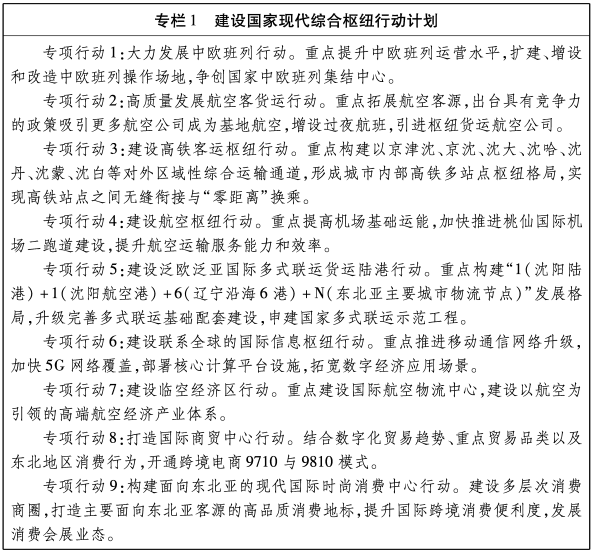 专栏1 建设国家现代综合枢纽行动计划
专项行动1:大力发展中欧班列行动。重点提升中欧班列运营水平,扩建、增设
和改造中欧班列操作场地,争创国家中欧班列集结中心。
专项行动2:高质量发展航空客货运行动。重点拓展航空客源,出台具有竞争力
的政策吸引更多航空公司成为基地航空,增设过夜航班,引进枢纽货运航空公司。
专项行动3:建设高铁客运枢纽行动。重点构建以京津沈、京沈、沈大、沈哈、沈
丹、沈蒙、沈白等对外区域性综合运输通道,形成城市内部高铁多站点枢纽格局,实
现高铁站点之间无缝衔接与“零距离”换乘。
专项行动4:建设航空枢纽行动。重点提高机场基础运能,加快推进桃仙国际机
场二跑道建设,提升航空运输服务能力和效率。
专项行动5:建设泛欧泛亚国际多式联运货运陆港行动。重点构建“1(沈阳陆
港)+1(沈阳航空港)+6(辽宁沿海6港)+N(东北亚主要城市物流节点)”发展格
局,升级完善多式联运基础配套建设,申建国家多式联运示范工程。
专项行动6:建设联系全球的国际信息枢纽行动。重点推进移动通信网络升级,
加快5G网络覆盖,部署核心计算平台设施,拓宽数字经济应用场景。
专项行动7:建设临空经济区行动。重点建设国际航空物流中心,建设以航空为
引领的高端航空经济产业体系。
专项行动8:打造国际商贸中心行动。结合数字化贸易趋势、重点贸易品类以及
东北地区消费行为,开通跨境电商9710与9810模式。
专项行动9:构建面向东北亚的现代国际时尚消费中心行动。建设多层次消费
商圈,打造主要面向东北亚客源的高品质消费地标,提升国际跨境消费便利度,发展
消费会展业态。